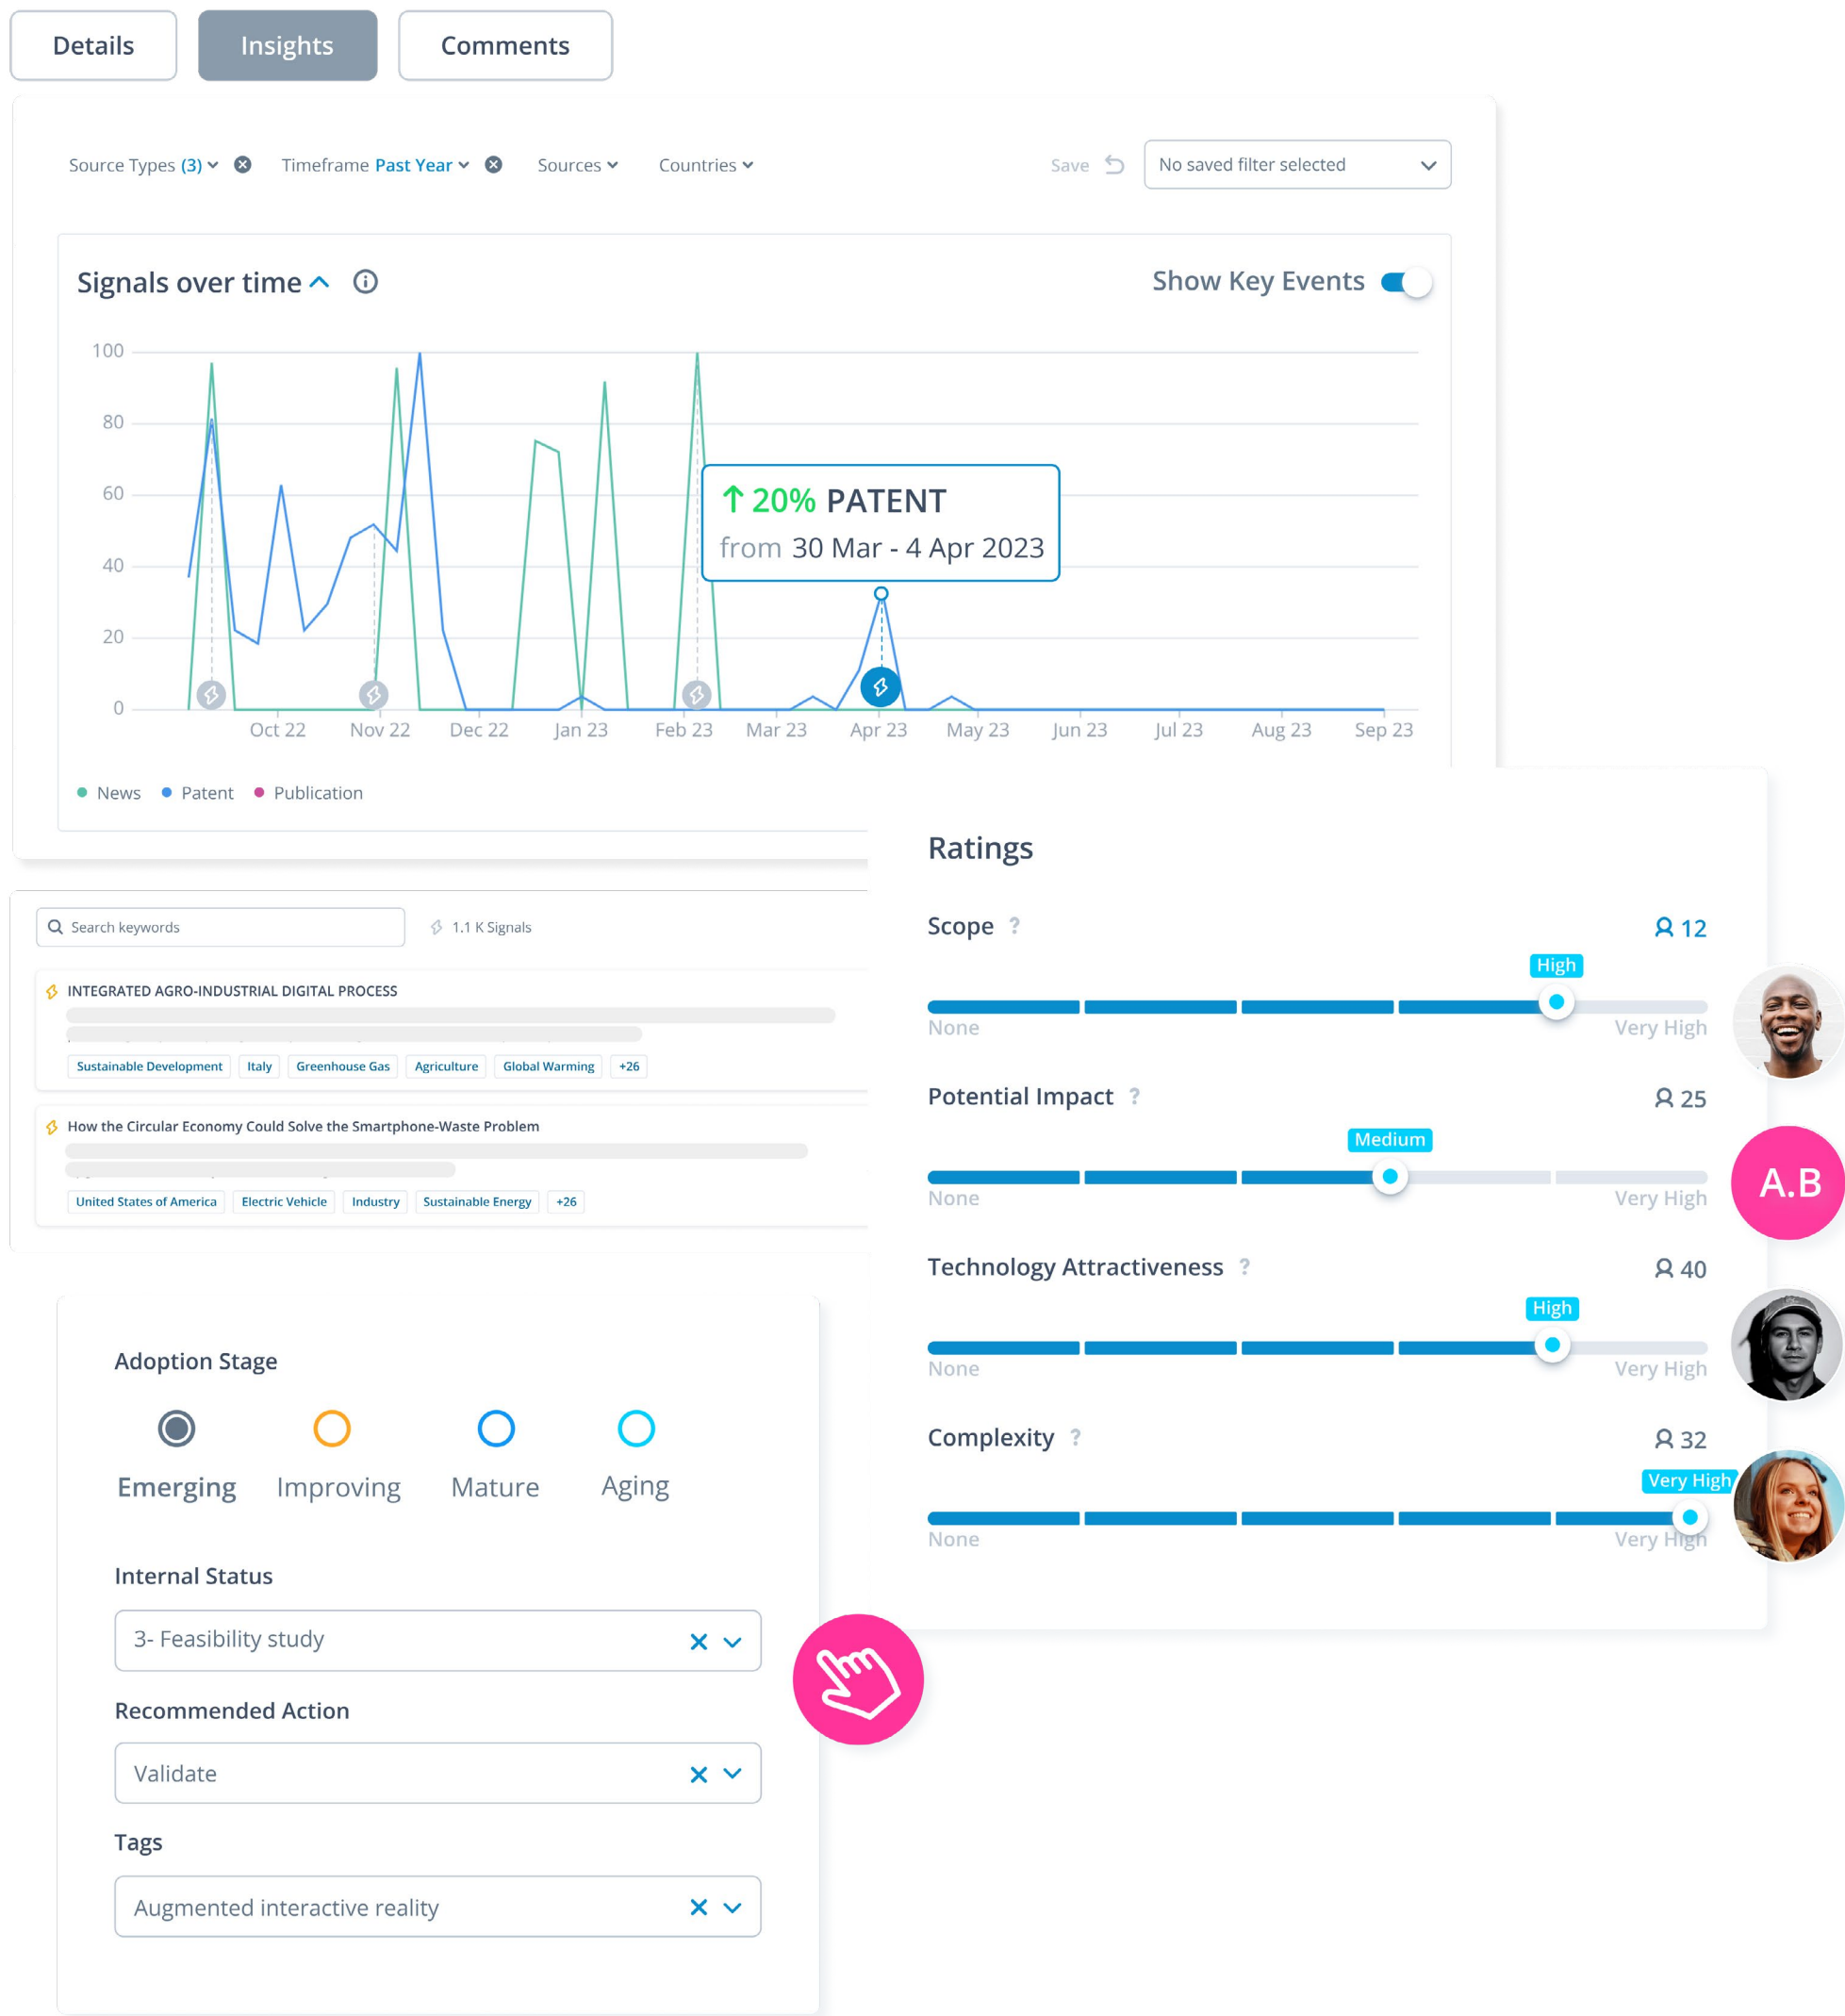 Details Insights Comments
Source Types (3) Timeframe Past Year Sources Countries Save No saved filter selected
Signals over time Show Key Events
100
80
60
40
20
0
↑ 20% PATENT
from 30 Mar - 4 Apr 2023
Oct 22 Nov 22 Dec 22 Jan 23 Feb 23 Mar 23 Apr 23 May 23 Jun 23 Jul 23 Aug 23 Sep 23
News Patent Publication
Search keywords 1.1 K Signals
INTEGRATED AGRO-INDUSTRIAL DIGITAL PROCESS
Sustainable Development Italy Greenhouse Gas Agriculture Global Warming +26
How the Circular Economy Could Solve the Smartphone-Waste Problem
United States of America Electric Vehicle Industry Sustainable Energy +26
Ratings
Scope ? 12
High
None Very High
Potential Impact ? 25
Medium
None Very High
A.B
Technology Attractiveness ? 40
High
None Very High
Complexity ? 32
Very High
None Very High
Adoption Stage
Emerging Improving Mature Aging
Internal Status
3- Feasibility study
Recommended Action
Validate
Tags
Augmented interactive reality